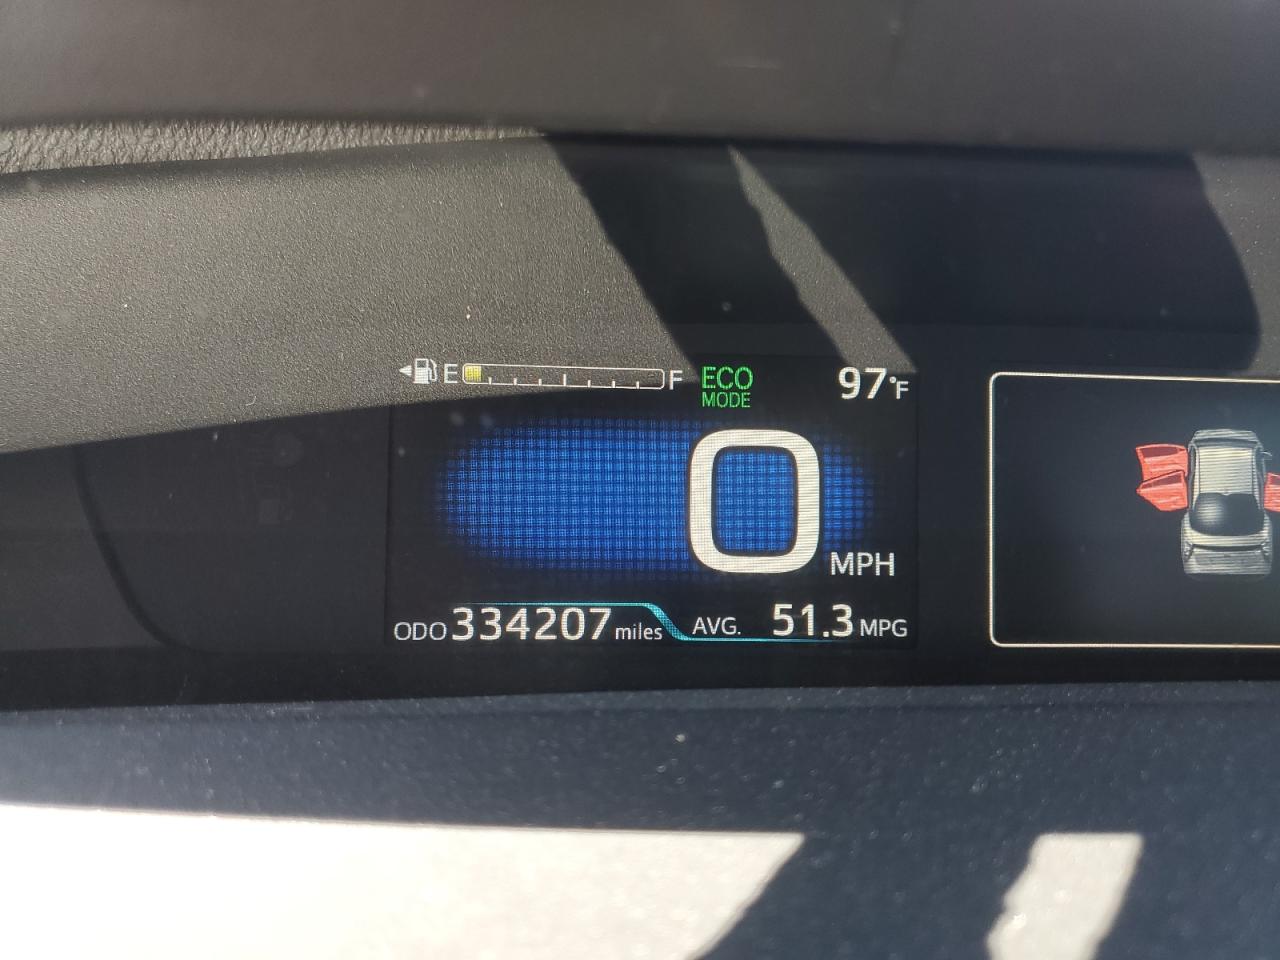 E F ECO 97°F
MODE
0 MPH
ODO 334207 miles AVG. 51.3 MPG